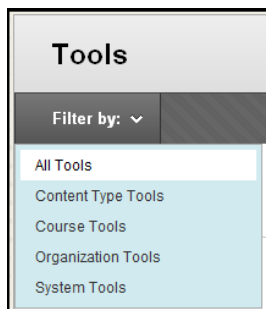 Tools
Filter by:
All Tools
Content Type Tools
Course Tools
Organization Tools
System Tools